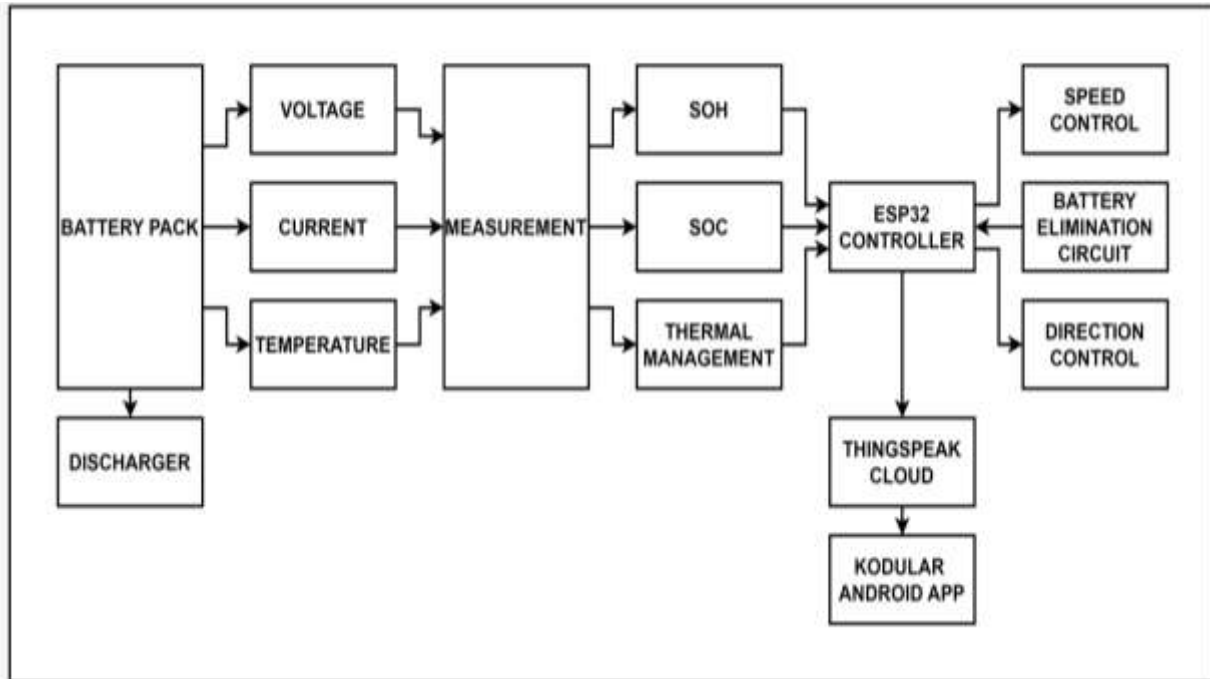 BATTERY PACK
DISCHARGER
VOLTAGE
CURRENT
TEMPERATURE
MEASUREMENT
SOH
SOC
THERMAL
MANAGEMENT
ESP32
CONTROLLER
THINGSPEAK
CLOUD
KODULAR
ANDROID APP
SPEED
CONTROL
BATTERY
ELIMINATION
CIRCUIT
DIRECTION
CONTROL